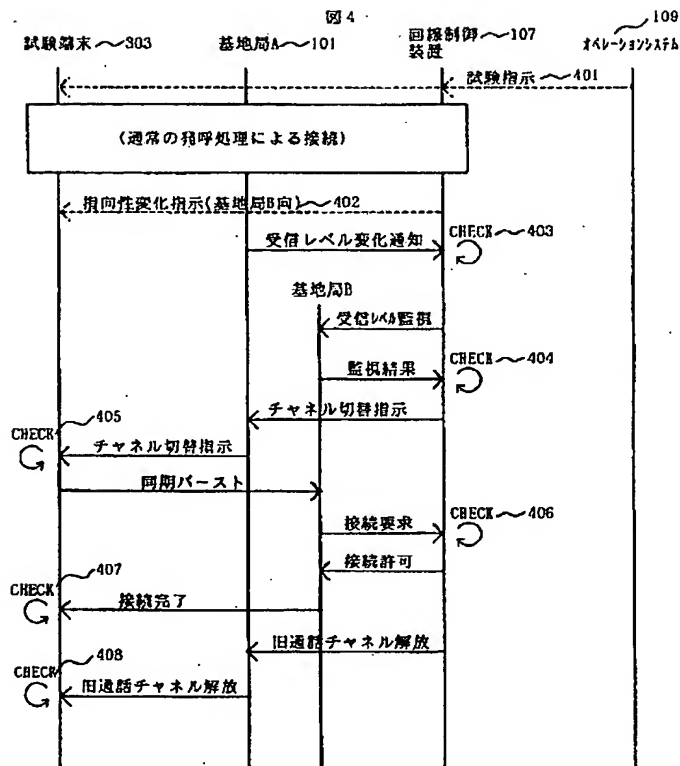 図4
試験端末 303
基地局A 101
回線制御装置 107
オペレーションシステム 109
試験指示 401
(通常の発呼処理による接続)
指向性変化指示(基地局B向) 402
受信レベル変化通知
CHECK 403
基地局B
受信レベル監視
監視結果
CHECK 404
チャネル切替指示
405
CHECK
チャネル切替指示
同期バースト
接続要求
CHECK 406
接続許可
407
CHECK
接続完了
旧通話チャネル解放
408
CHECK
旧通話チャネル解放